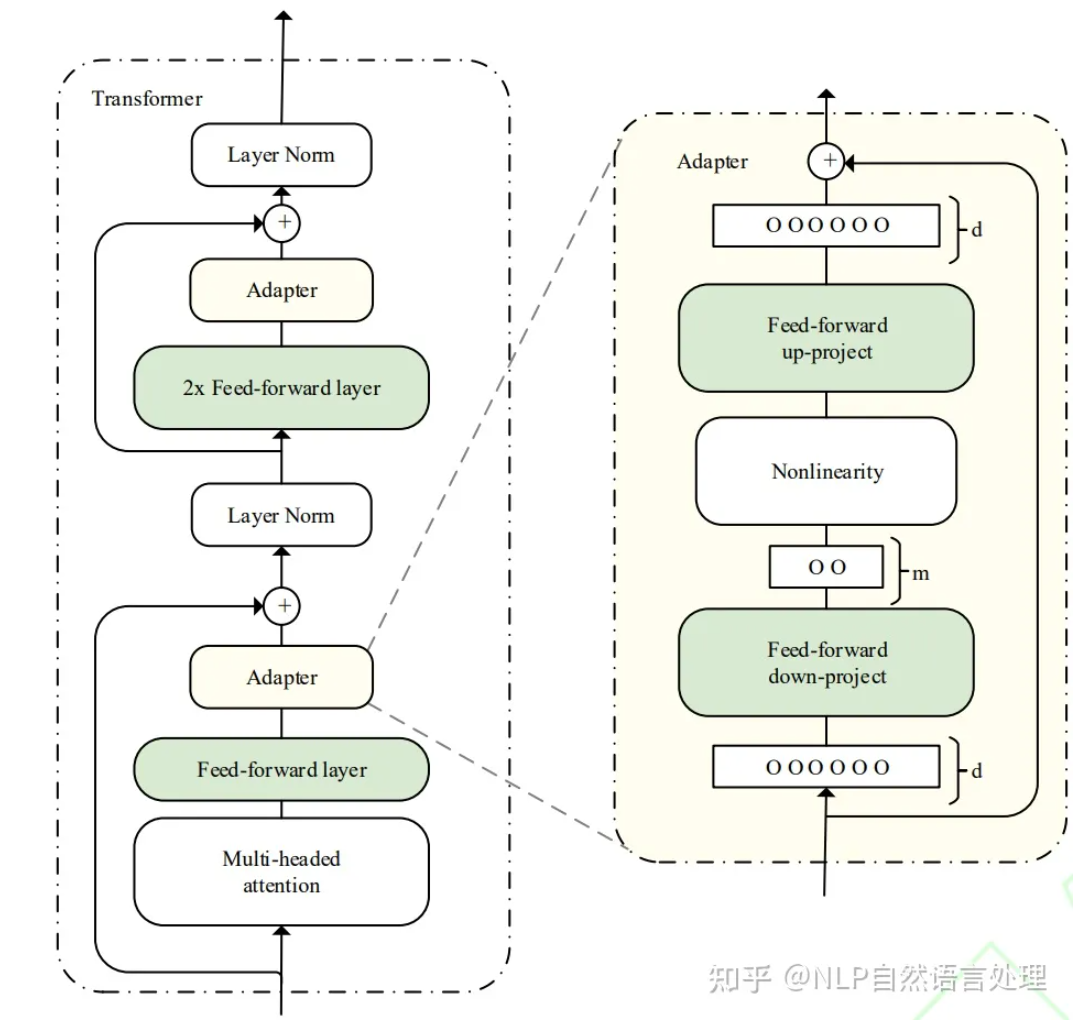 Transformer
Layer Norm
+
Adapter
2x Feed-forward layer
Layer Norm
+
Adapter
Feed-forward layer
Multi-headed
attention
Adapter
+
O O O O O O
d
Feed-forward
up-project
Nonlinearity
O O
m
Feed-forward
down-project
O O O O O O
d
知乎 @NLP自然语言处理